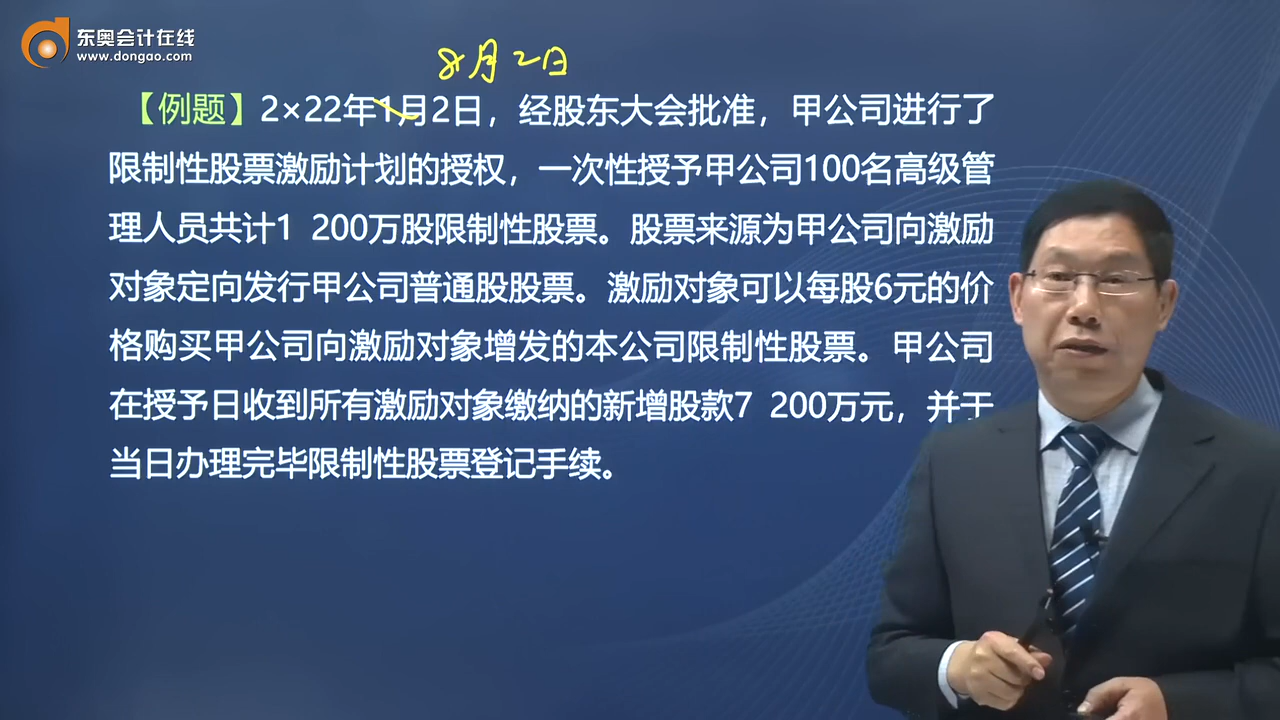 东奥会计在线
www.dongao.com
8月2日
【例题】2×22年1月2日，经股东大会批准，甲公司进行了
限制性股票激励计划的授权，一次性授予甲公司100名高级管
理人员共计1 200万股限制性股票。股票来源为甲公司向激励
对象定向发行甲公司普通股股票。激励对象可以每股6元的价
格购买甲公司向激励对象增发的本公司限制性股票。甲公司
在授予日收到所有激励对象缴纳的新增股款7 200万元，并于
当日办理完毕限制性股票登记手续。